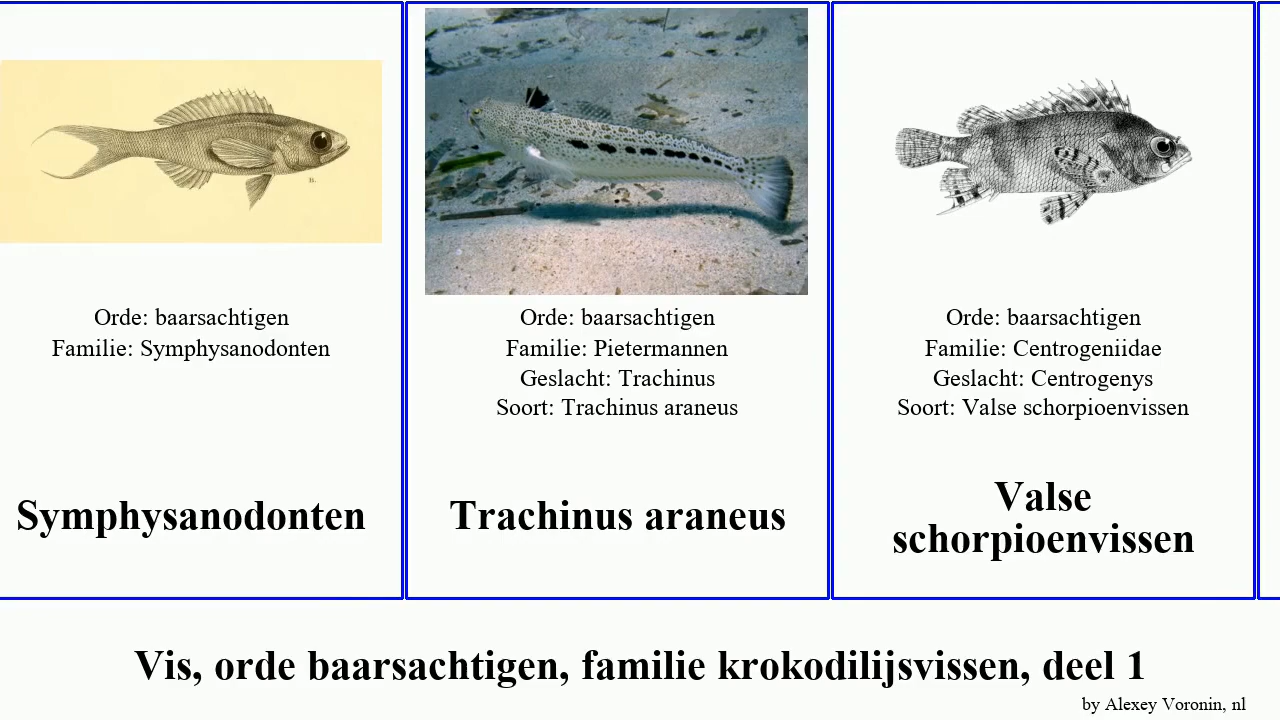 B.
Orde: baarsachtigen
Familie: Symphysanodonten
Symphysanodonten
Orde: baarsachtigen
Familie: Pietermannen
Geslacht: Trachinus
Soort: Trachinus araneus
Trachinus araneus
Orde: baarsachtigen
Familie: Centrogeniidae
Geslacht: Centrogenys
Soort: Valse schorpioenvissen
Valse
schorpioenvissen
Vis, orde baarsachtigen, familie krokodilijsvissen, deel 1
by Alexey Voronin, nl